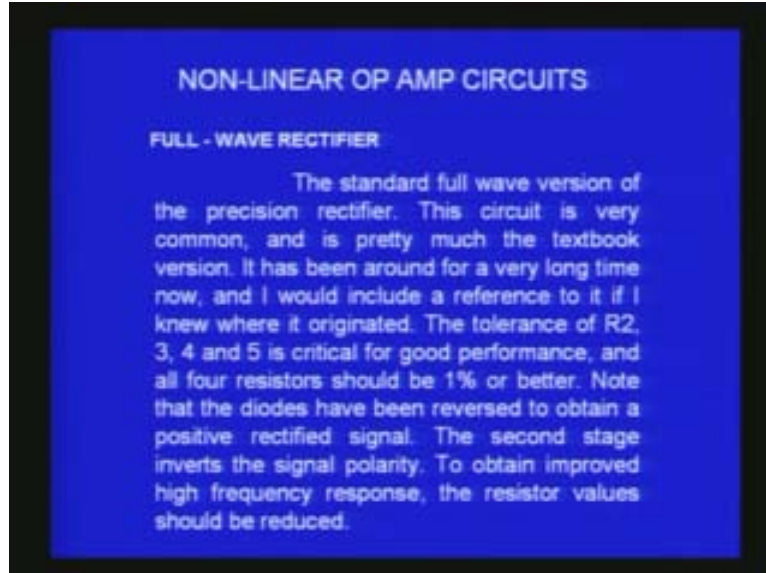 NON-LINEAR OP AMP CIRCUITS
FULL - WAVE RECTIFIER
The standard full wave version of
the precision rectifier. This circuit is very
common, and is pretty much the textbook
version. It has been around for a very long time
now, and I would include a reference to it if I
knew where it originated. The tolerance of R2,
3, 4 and 5 is critical for good performance, and
all four resistors should be 1% or better. Note
that the diodes have been reversed to obtain a
positive rectified signal. The second stage
inverts the signal polarity. To obtain improved
high frequency response, the resistor values
should be reduced.